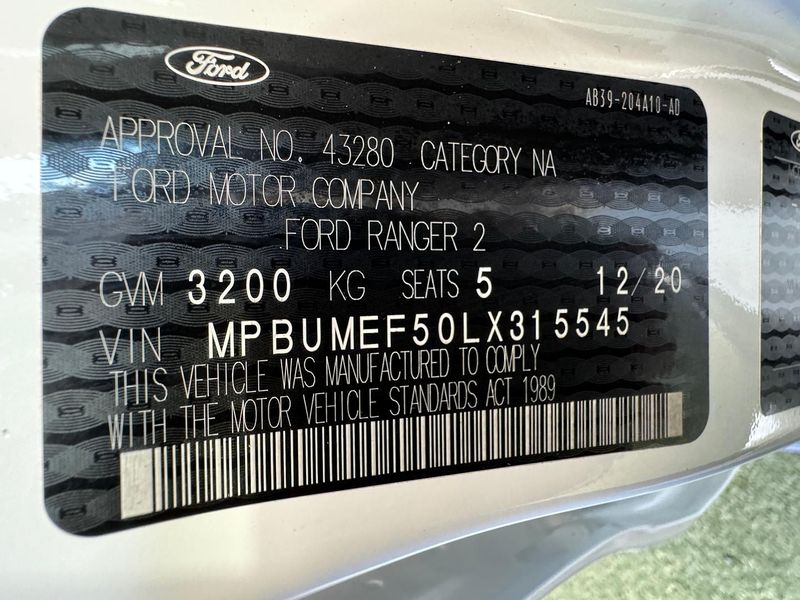 Ford
AB39-204A10-AD
APPROVAL NO. 43280 CATEGORY NA
FORD MOTOR COMPANY
FORD RANGER 2
GVM 3200 KG SEATS 5 12/20
VIN MPBUMEF50LX315545
THIS VEHICLE WAS MANUFACTURED TO COMPLY
WITH THE MOTOR VEHICLE STANDARDS ACT 1989